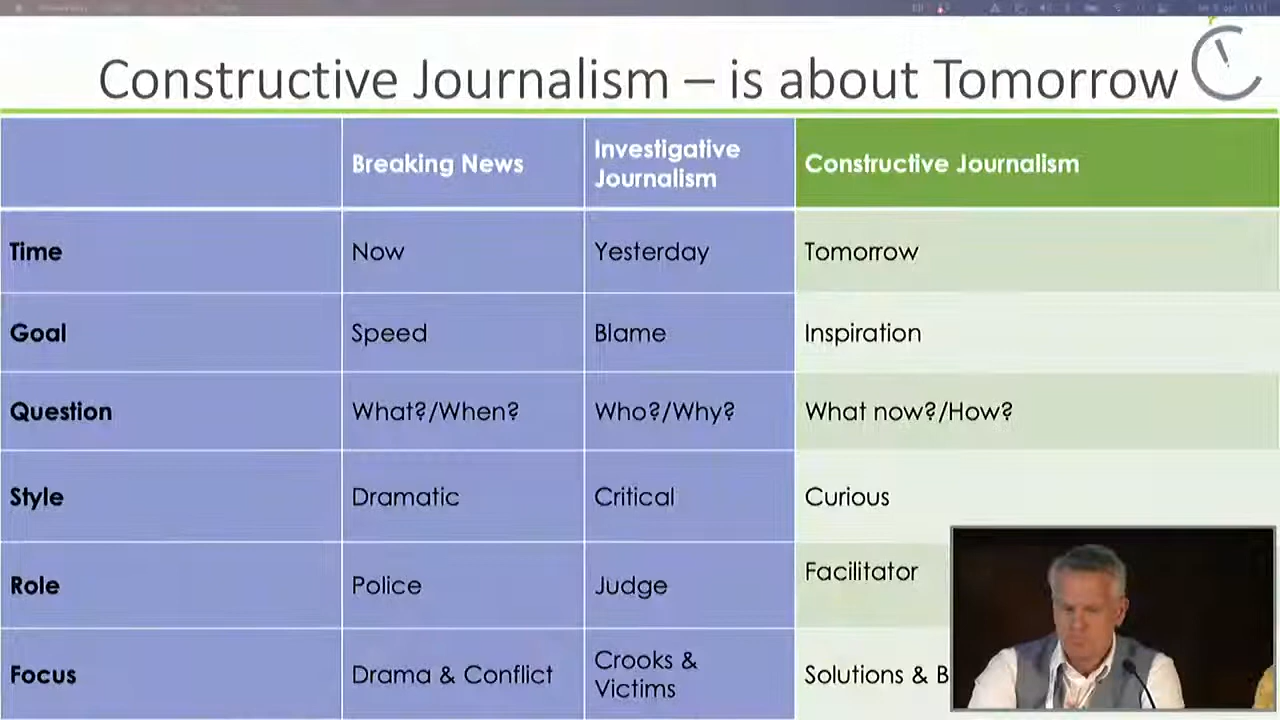 Constructive Journalism – is about Tomorrow
Breaking News
Investigative
Journalism
Constructive Journalism
Time
Now
Yesterday
Tomorrow
Goal
Speed
Blame
Inspiration
Question
What?/When?
Who?/Why?
What now?/How?
Style
Dramatic
Critical
Curious
Role
Police
Judge
Facilitator
Focus
Drama & Conflict
Crooks &
Victims
Solutions & B